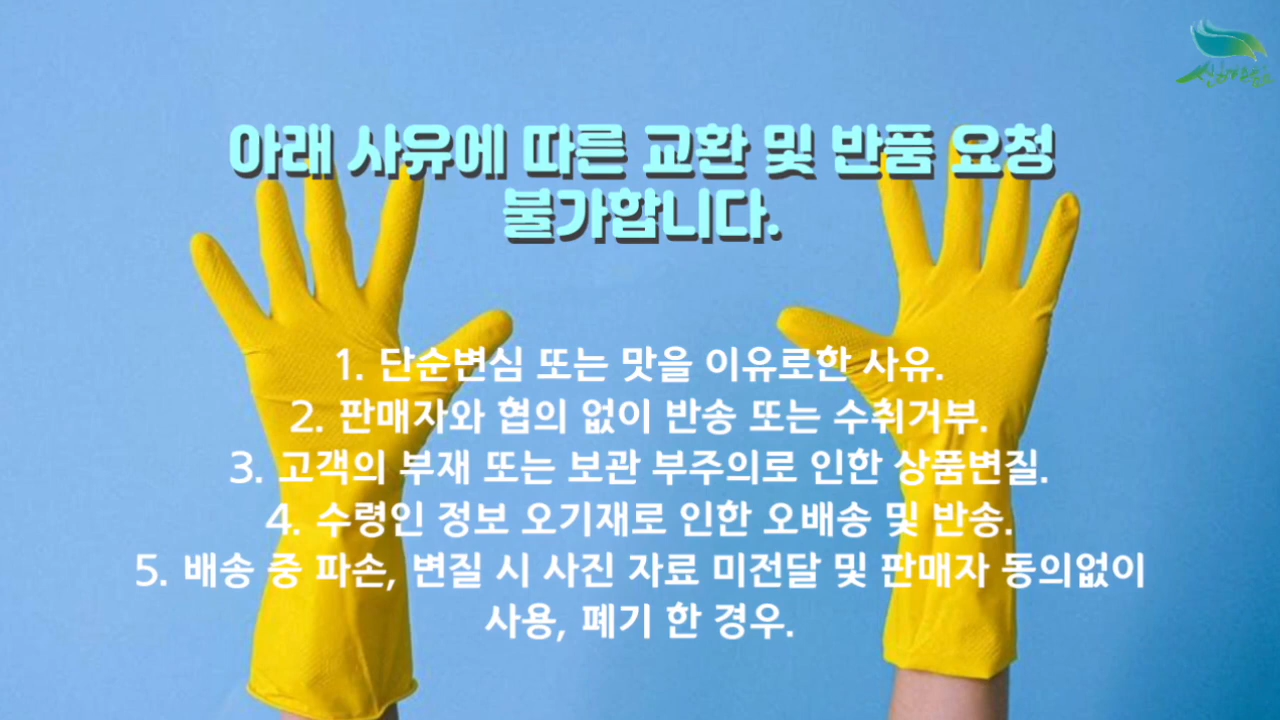 아래 사유에 따른 교환 및 반품 요청
불가합니다.
1. 단순변심 또는 맛을 이유로한 사유.
2. 판매자와 협의 없이 반송 또는 수취거부.
3. 고객의 부재 또는 보관 부주의로 인한 상품변질.
4. 수령인 정보 오기재로 인한 오배송 및 반송.
5. 배송 중 파손, 변질 시 사진 자료 미전달 및 판매자 동의없이
사용, 폐기 한 경우.